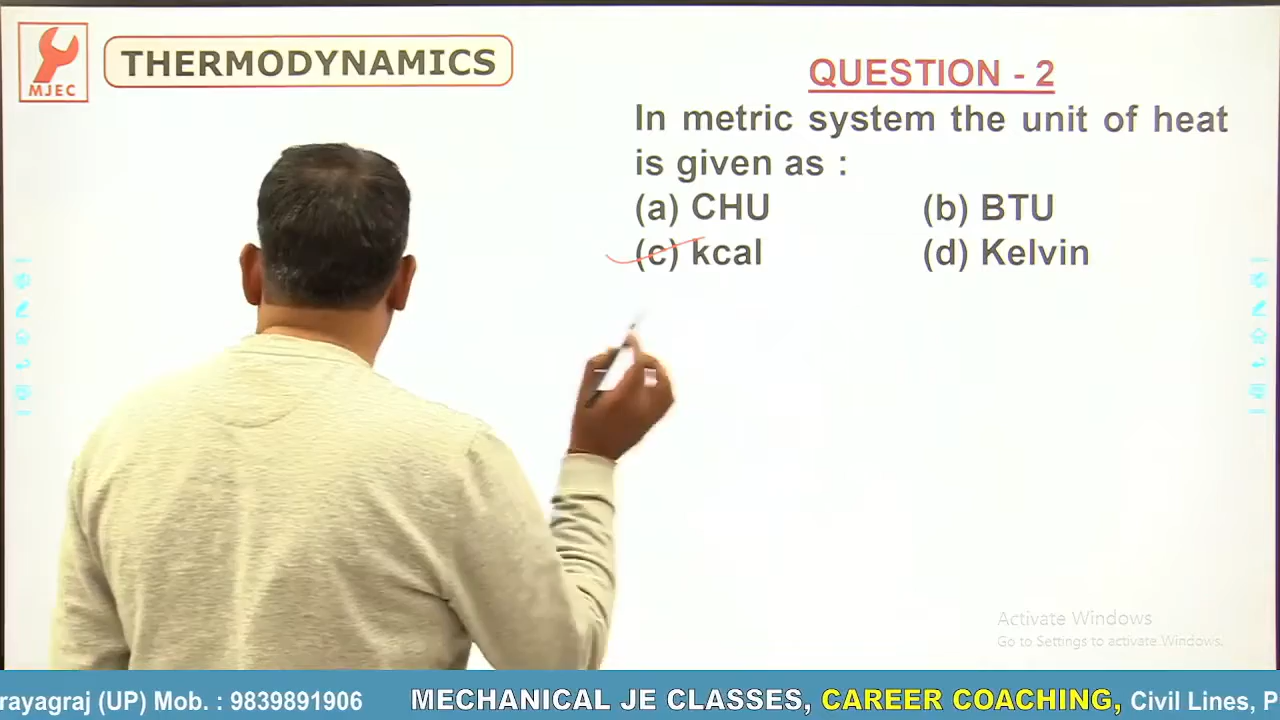 MJEC
THERMODYNAMICS
QUESTION - 2
In metric system the unit of heat
is given as :
(a) CHU (b) BTU
(c) kcal (d) Kelvin
Activate Windows
Go to Settings to activate Windows.
rayagraj (UP) Mob. : 9839891906 MECHANICAL JE CLASSES, CAREER COACHING, Civil Lines, P